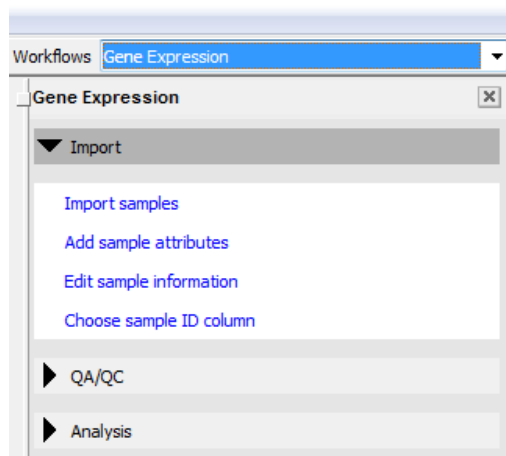 Workflows Gene Expression
Gene Expression
Import
Import samples
Add sample attributes
Edit sample information
Choose sample ID column
QA/QC
Analysis